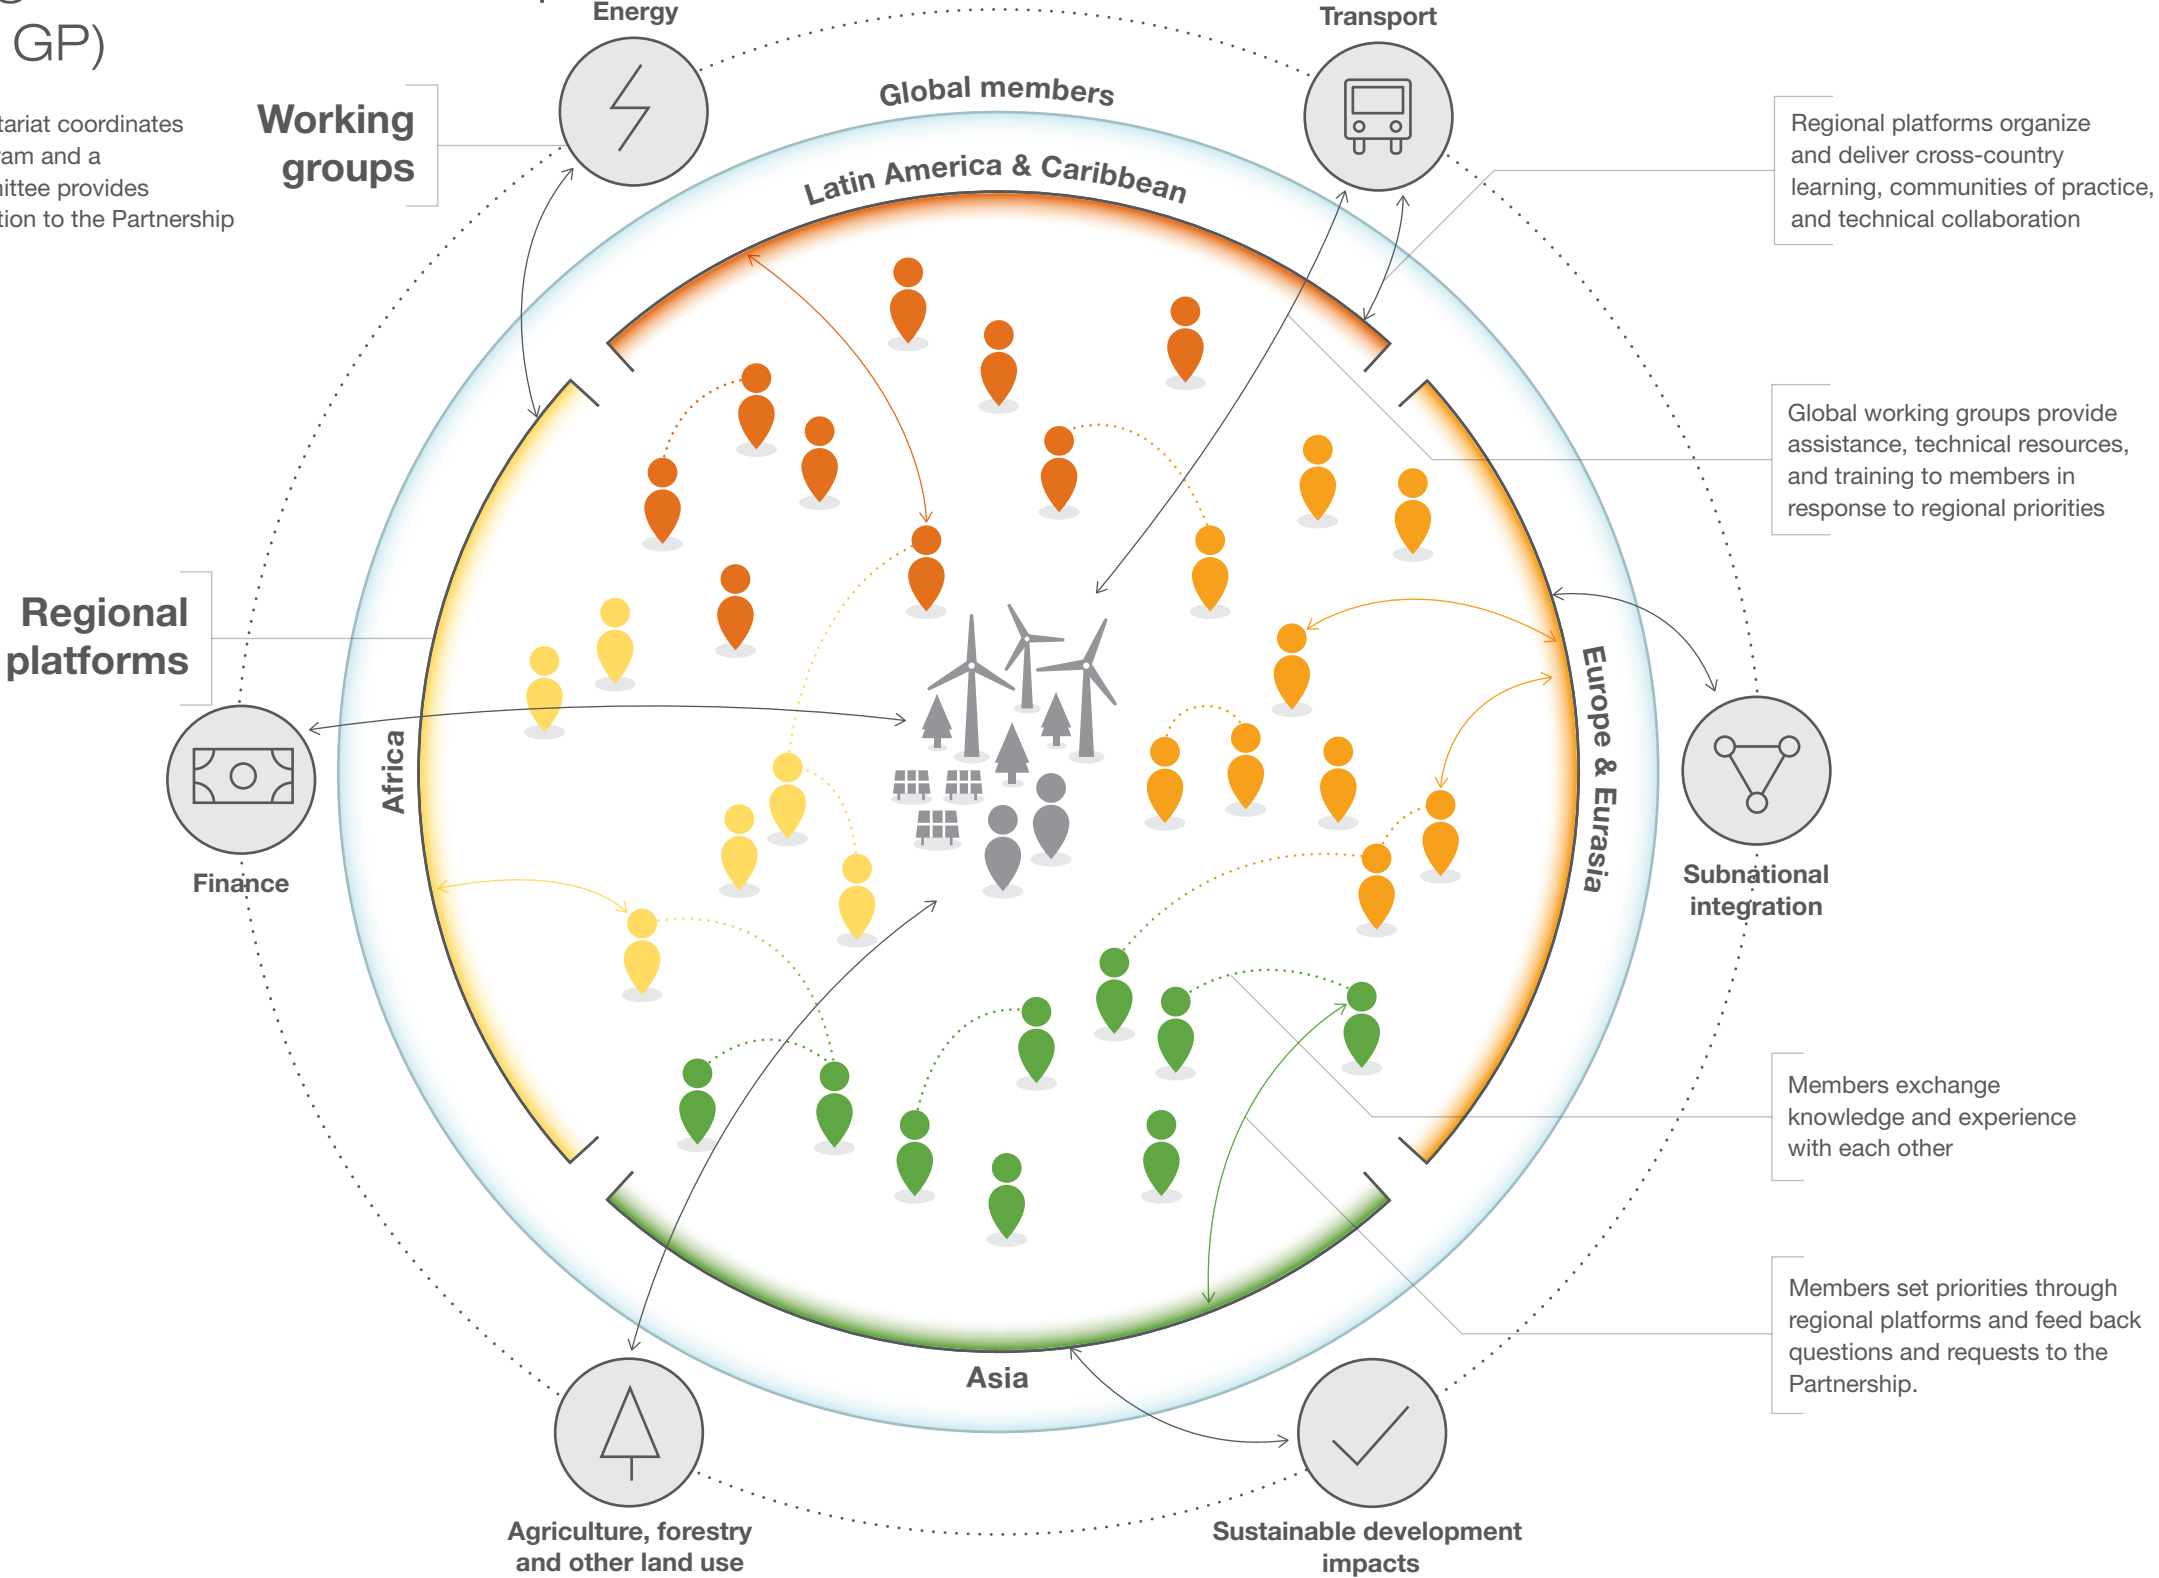 GP)
coordinates
and a
provides
to the Partnership
Working
groups
Regional
platforms
Energy
Transport
Global members
Latin America & Caribbean
Africa
Europe & Eurasia
Asia
Finance
Subnational
integration
Agriculture, forestry
and other land use
Sustainable development
impacts
Regional platforms organize
and deliver cross-country
learning, communities of practice,
and technical collaboration
Global working groups provide
assistance, technical resources,
and training to members in
response to regional priorities
Members exchange
knowledge and experience
with each other
Members set priorities through
regional platforms and feed back
questions and requests to the
Partnership.